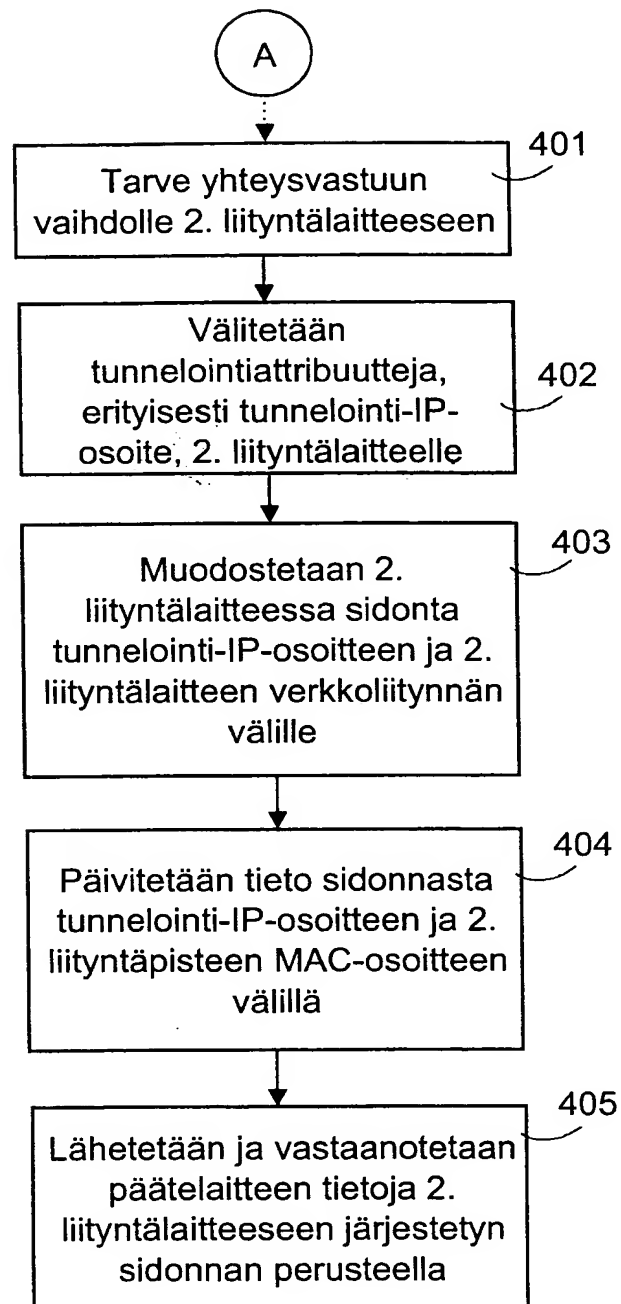 A
401
Tarve yhteysvastuun
vaihdolle 2. liityntälaitteeseen
402
Välitetään
tunnelointiattribuutteja,
erityisesti tunnelointi-IP-
osoite, 2. liityntälaitteelle
403
Muodostetaan 2.
liityntälaitteessa sidonta
tunnelointi-IP-osoitteen ja 2.
liityntälaitteen verkkoliitynnän
välille
404
Päivitetään tieto sidonnasta
tunnelointi-IP-osoitteen ja 2.
liityntäpisteen MAC-osoitteen
välillä
405
Lähetetään ja vastaanotetaan
päätelaitteen tietoja 2.
liityntälaitteeseen järjestetyn
sidonnan perusteella